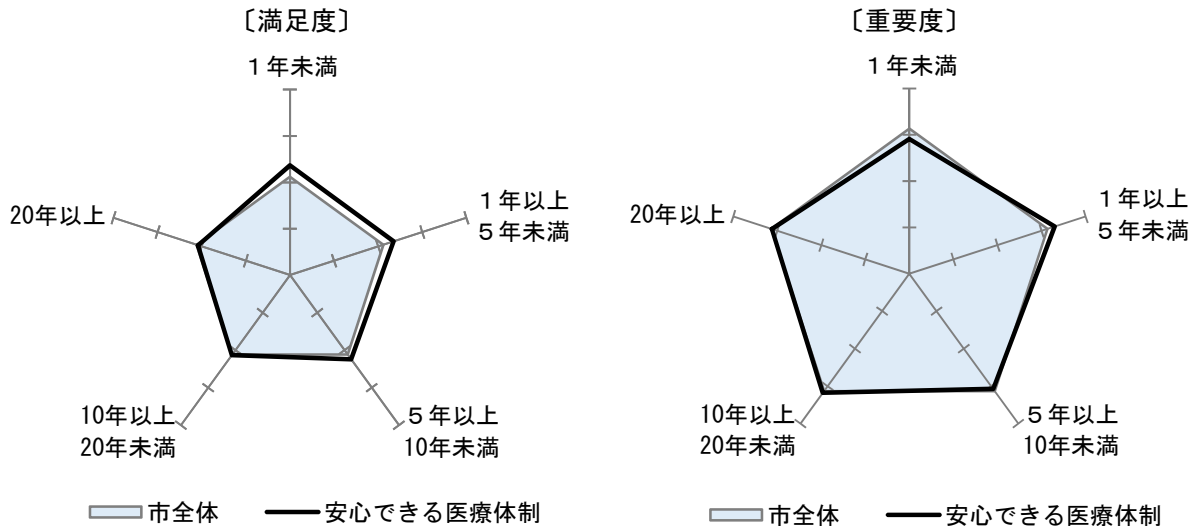 〔満足度〕
１年未満
１年以上
５年未満
５年以上
10年未満
10年以上
20年未満
20年以上
市全体
安心できる医療体制
〔重要度〕
１年未満
１年以上
５年未満
５年以上
10年未満
10年以上
20年未満
20年以上
市全体
安心できる医療体制